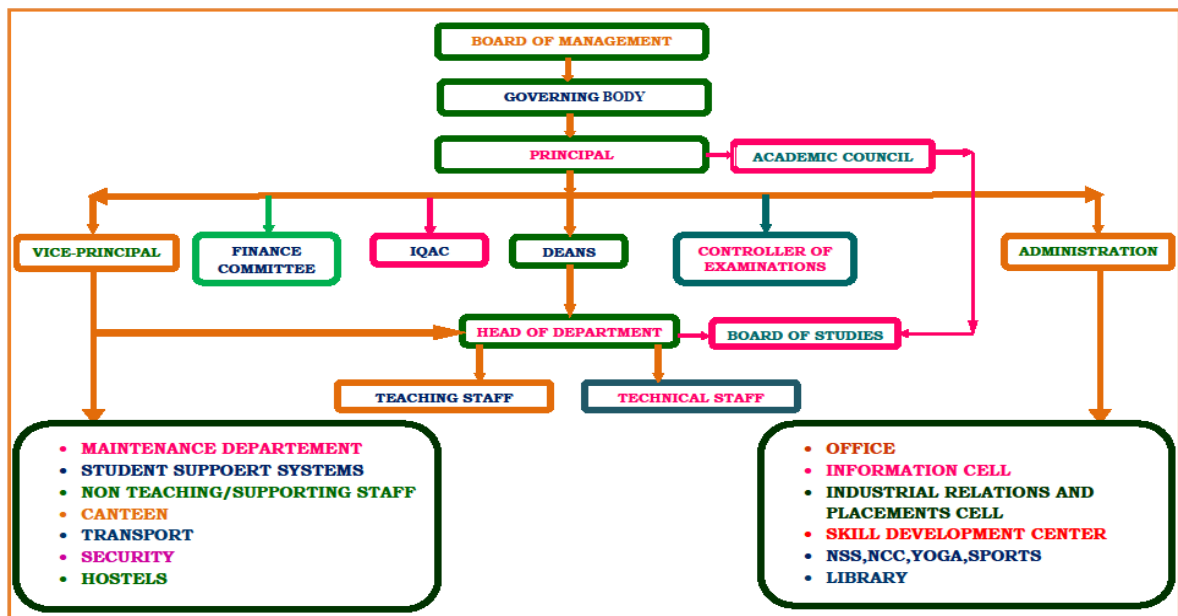 BOARD OF MANAGEMENT
GOVERNING BODY
PRINCIPAL
ACADEMIC COUNCIL
VICE-PRINCIPAL
FINANCE
COMMITTEE
IQAC
DEANS
CONTROLLER OF
EXAMINATIONS
ADMINISTRATION
HEAD OF DEPARTMENT
BOARD OF STUDIES
TEACHING STAFF
TECHNICAL STAFF
• MAINTENANCE DEPARTEMENT
• STUDENT SUPPOERT SYSTEMS
• NON TEACHING/SUPPORTING STAFF
• CANTEEN
• TRANSPORT
• SECURITY
• HOSTELS
• OFFICE
• INFORMATION CELL
• INDUSTRIAL RELATIONS AND
PLACEMENTS CELL
• SKILL DEVELOPMENT CENTER
• NSS,NCC,YOGA,SPORTS
• LIBRARY